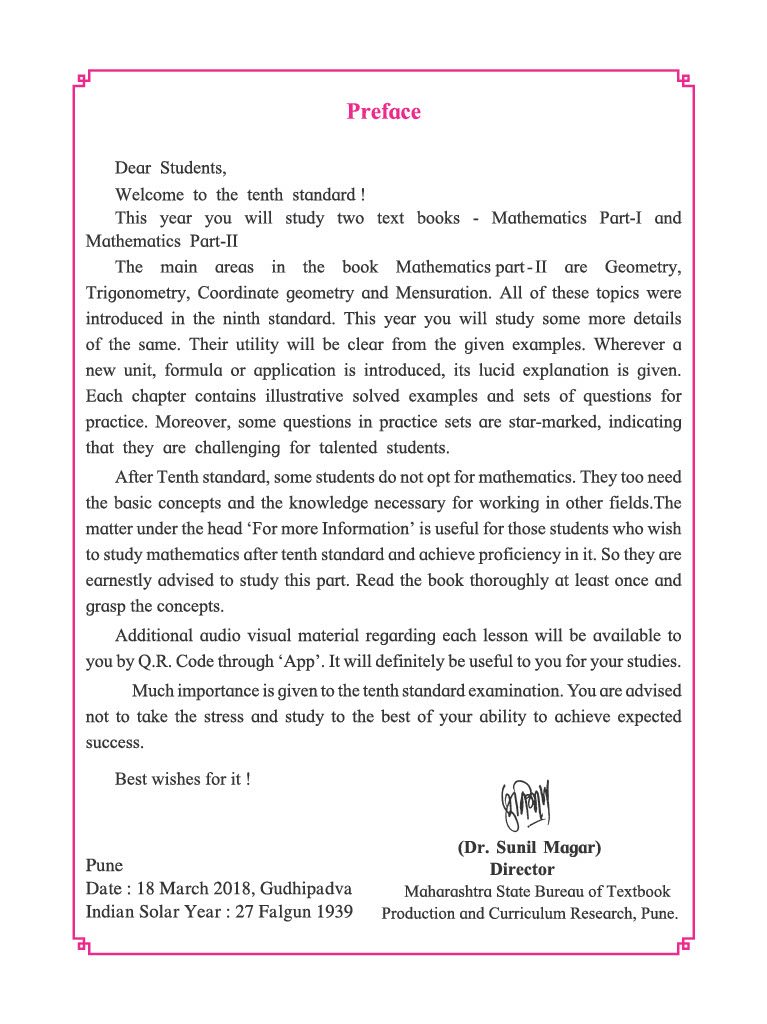 Preface
Dear Students,
Welcome to the tenth standard !
This year you will study two text books - Mathematics Part-I and
Mathematics Part-II
The main areas in the book Mathematics part-II are Geometry,
Trigonometry, Coordinate geometry and Mensuration. All of these topics were
introduced in the ninth standard. This year you will study some more details
of the same. Their utility will be clear from the given examples. Wherever a
new unit, formula or application is introduced, its lucid explanation is given.
Each chapter contains illustrative solved examples and sets of questions for
practice. Moreover, some questions in practice sets are star-marked, indicating
that they are challenging for talented students.
After Tenth standard, some students do not opt for mathematics. They too need
the basic concepts and the knowledge necessary for working in other fields.The
matter under the head ‘For more Information’ is useful for those students who wish
to study mathematics after tenth standard and achieve proficiency in it. So they are
earnestly advised to study this part. Read the book thoroughly at least once and
grasp the concepts.
Additional audio visual material regarding each lesson will be available to
you by Q.R. Code through ‘App’. It will definitely be useful to you for your studies.
Much importance is given to the tenth standard examination. You are advised
not to take the stress and study to the best of your ability to achieve expected
success.
Best wishes for it !
(Dr. Sunil Magar)
Director
Maharashtra State Bureau of Textbook
Production and Curriculum Research, Pune.
Pune
Date : 18 March 2018, Gudhipadva
Indian Solar Year : 27 Falgun 1939